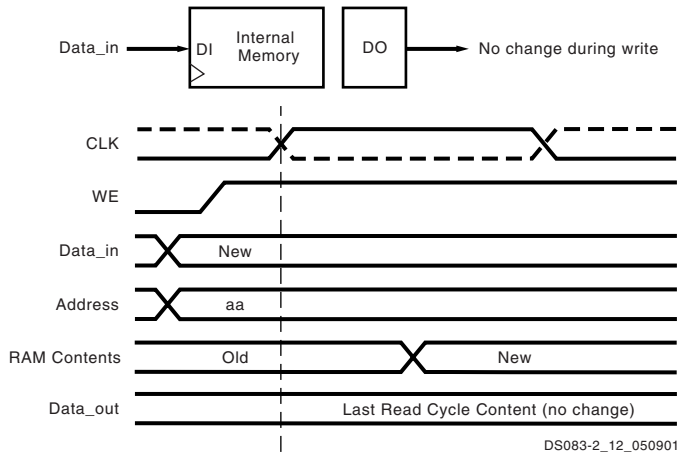 Data_in
DI
Internal
Memory
DO
No change during write
CLK
WE
Data_in
New
Address
aa
RAM Contents
Old
New
Data_out
Last Read Cycle Content (no change)
DS083-2_12_050901